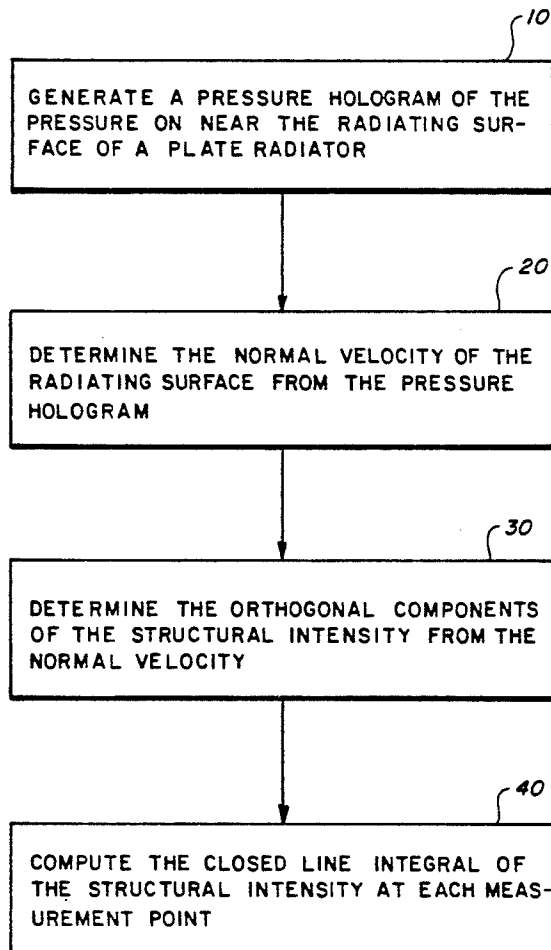 10
GENERATE A PRESSURE HOLOGRAM OF THE
PRESSURE ON NEAR THE RADIATING SUR-
FACE OF A PLATE RADIATOR
20
DETERMINE THE NORMAL VELOCITY OF THE
RADIATING SURFACE FROM THE PRESSURE
HOLOGRAM
30
DETERMINE THE ORTHOGONAL COMPONENTS
OF THE STRUCTURAL INTENSITY FROM THE
NORMAL VELOCITY
40
COMPUTE THE CLOSED LINE INTEGRAL OF
THE STRUCTURAL INTENSITY AT EACH MEAS-
UREMENT POINT